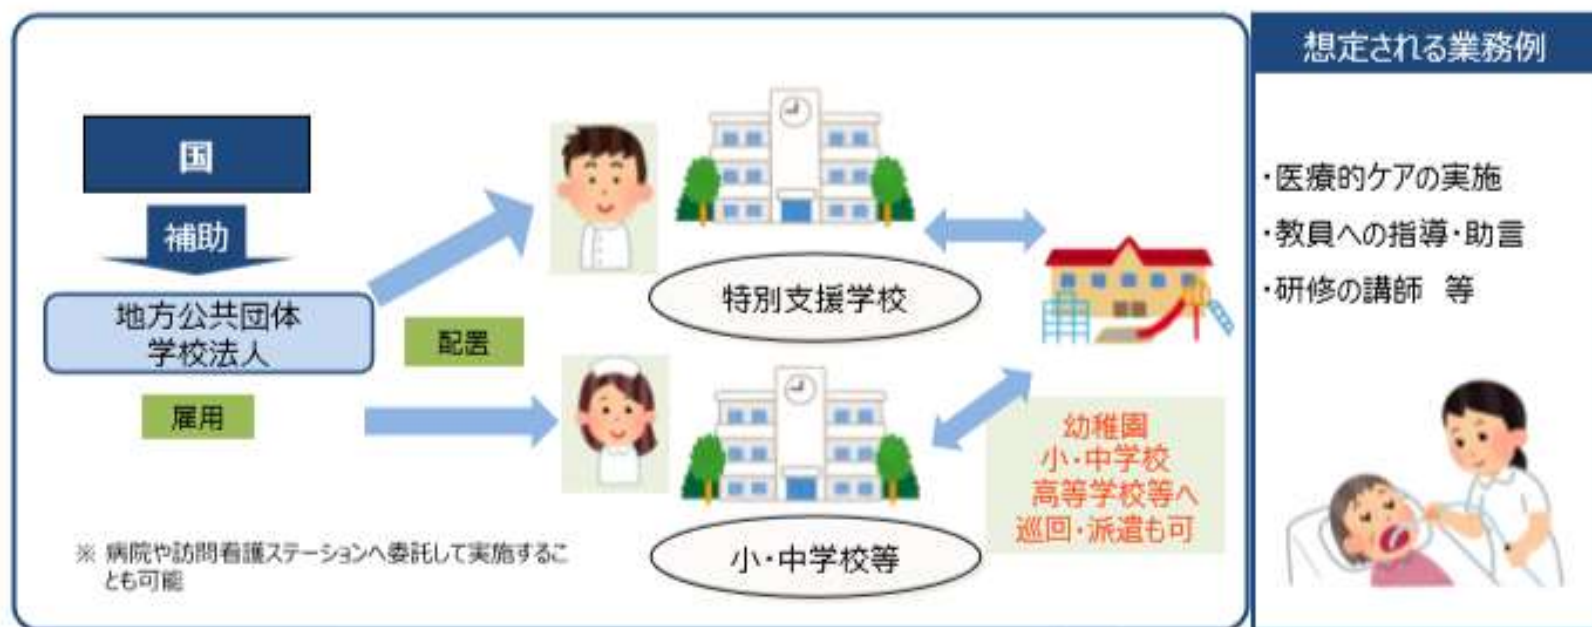 国
補助
地方公共団体
学校法人
配置
雇用
※ 病院や訪問看護ステーションへ委託して実施するこ
とも可能
特別支援学校
小・中学校等
幼稚園
小・中学校
高等学校等へ
巡回・派遣も可
想定される業務例
・医療的ケアの実施
・教員への指導・助言
・研修の講師 等